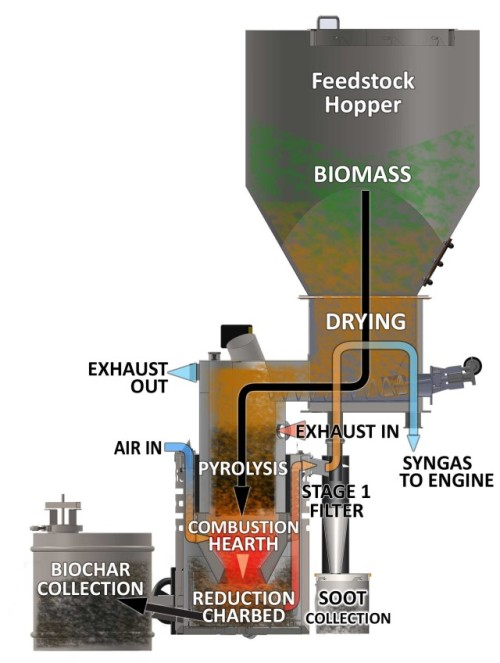 Feedstock
Hopper
BIOMASS
DRYING
EXHAUST
OUT
EXHAUST IN
AIR IN
PYROLYSIS
SYNGAS
TO ENGINE
STAGE 1
FILTER
COMBUSTION
HEARTH
BIOCHAR
COLLECTION
REDUCTION
CHARBED
SOOT
COLLECTION